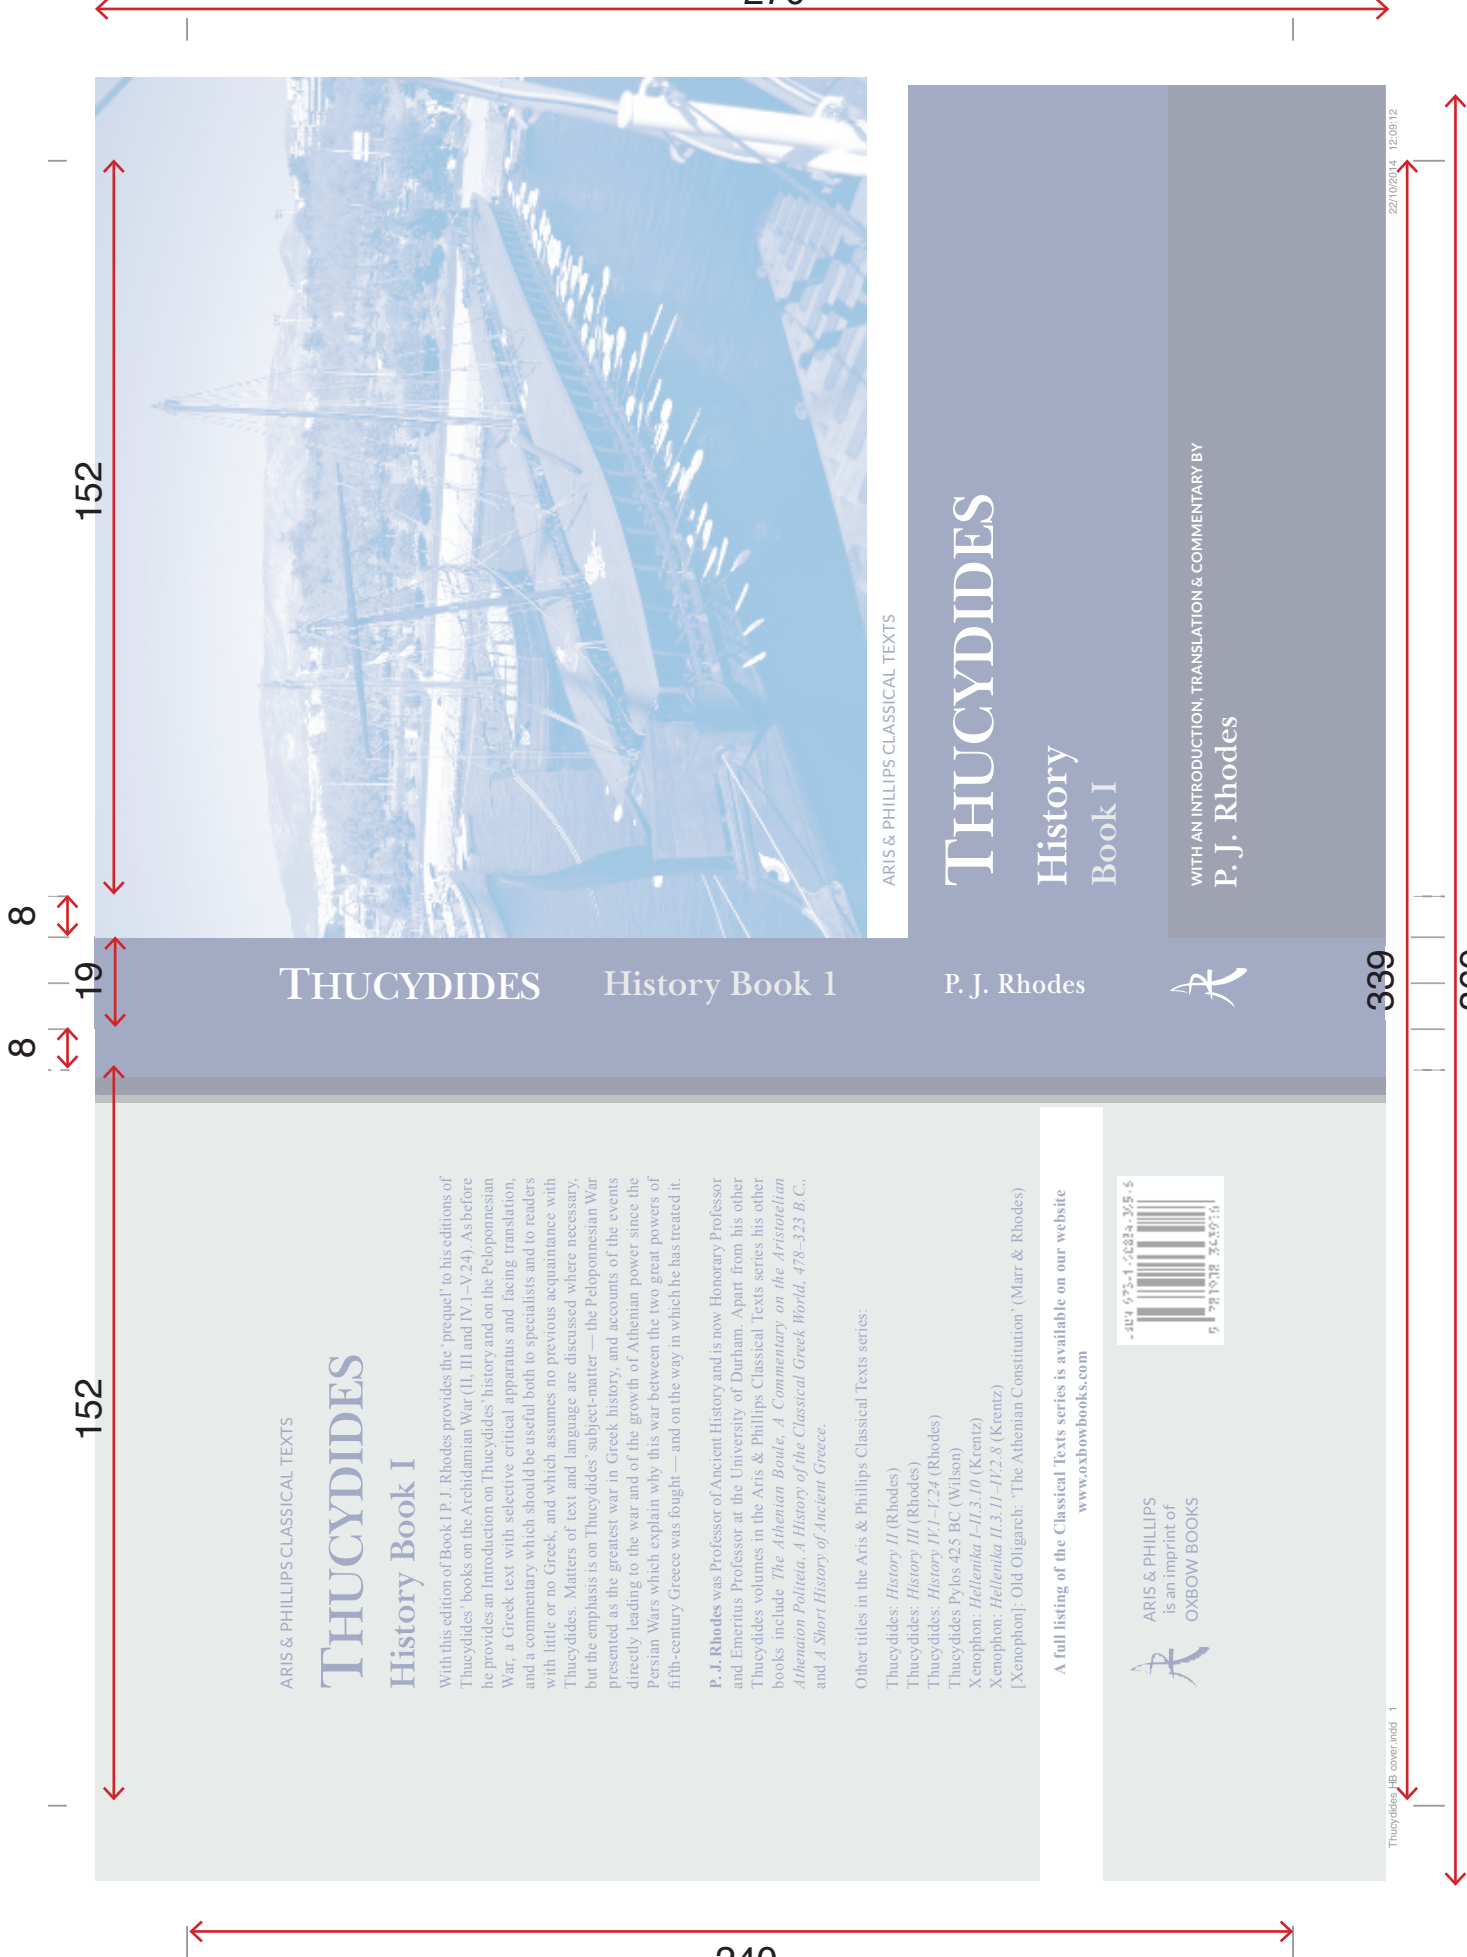 152
8
19
8
152
339
22/10/2014 12:09:12
ARIS & PHILLIPS CLASSICAL TEXTS
THUCYDIDES
History
Book I
WITH AN INTRODUCTION, TRANSLATION & COMMENTARY BY
P. J. Rhodes
THUCYDIDES History Book 1 P. J. Rhodes
ARIS & PHILLIPS CLASSICAL TEXTS
THUCYDIDES
History Book I
With this edition of Book I P. J. Rhodes provides the ‘prequel’ to his editions of
Thucydides’ books on the Archidamian War (II, III and IV.1–V.24). As before
he provides an Introduction on Thucydides’ history and on the Peloponnesian
War, a Greek text with selective critical apparatus and facing translation,
and a commentary which should be useful both to specialists and to readers
with little or no Greek, and which assumes no previous acquaintance with
Thucydides. Matters of text and language are discussed where necessary,
but the emphasis is on Thucydides’ subject-matter — the Peloponnesian War
presented as the greatest war in Greek history, and accounts of the events
directly leading to the war and of the growth of Athenian power since the
Persian Wars which explain why this war between the two great powers of
fifth-century Greece was fought — and on the way in which he has treated it.
P. J. Rhodes was Professor of Ancient History and is now Honorary Professor
and Emeritus Professor at the University of Durham. Apart from his other
Thucydides volumes in the Aris & Phillips Classical Texts series his other
books include The Athenian Boule, A Commentary on the Aristotelian
Athenaion Politeia, A History of the Classical Greek World, 478–323 B.C.,
and A Short History of Ancient Greece.
Other titles in the Aris & Phillips Classical Texts series:
Thucydides: History II (Rhodes)
Thucydides: History III (Rhodes)
Thucydides: History IV.1–V.24 (Rhodes)
Thucydides Pylos 425 BC (Wilson)
Xenophon: Hellenika I–II.3.10 (Krentz)
Xenophon: Hellenika II.3.11–IV.2.8 (Krentz)
[Xenophon]: Old Oligarch: ‘The Athenian Constitution’ (Marr & Rhodes)
A full listing of the Classical Texts series is available on our website
www.oxbowbooks.com
ARIS & PHILLIPS
is an imprint of
OXBOW BOOKS
Thucydides HB cover.indd 1